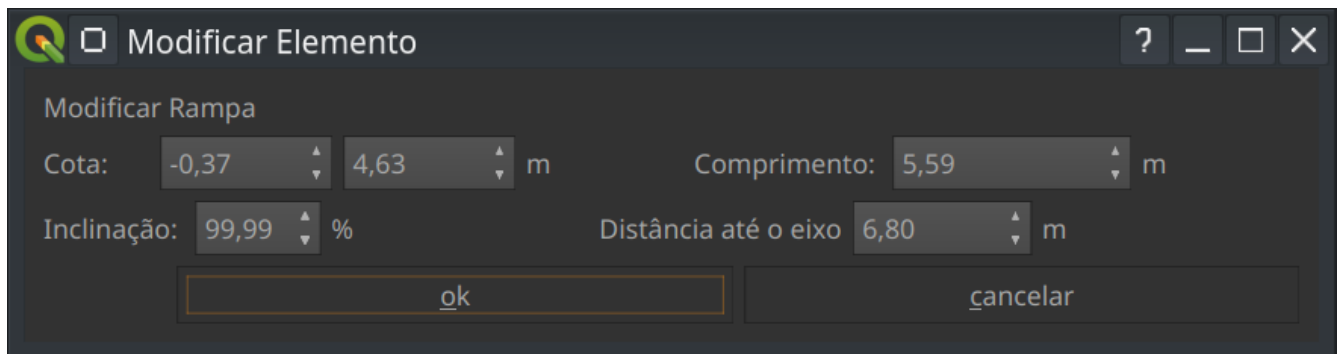 Modificar Elemento
Modificar Rampa
Cota: -0,37 4,63 m Comprimento: 5,59 m
Inclinação: 99,99 % Distância até o eixo 6,80 m
ok cancelar